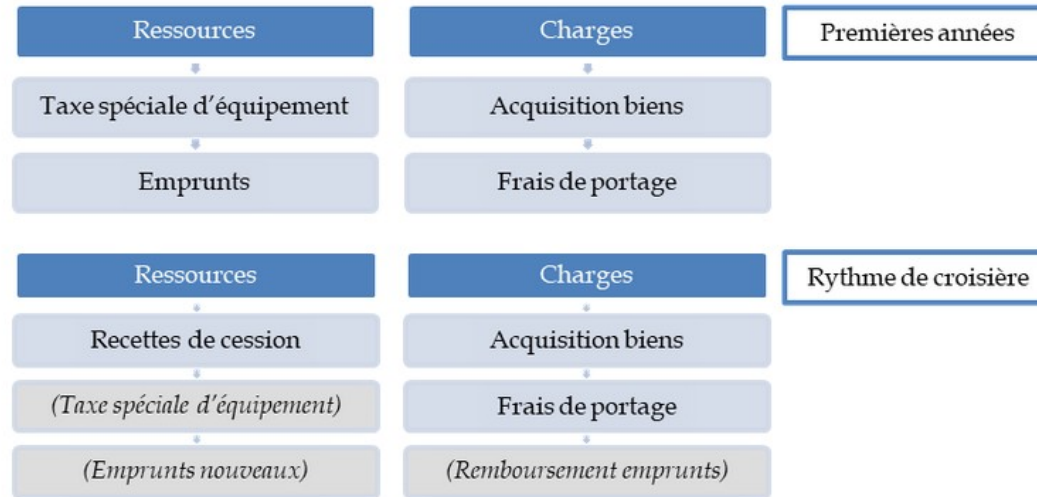 Ressources
Charges
Premières années
Taxe spéciale d'équipement
Acquisition biens
Emprunts
Frais de portage
Ressources
Charges
Rythme de croisière
Recettes de cession
Acquisition biens
(Taxe spéciale d'équipement)
Frais de portage
(Emprunts nouveaux)
(Remboursement emprunts)